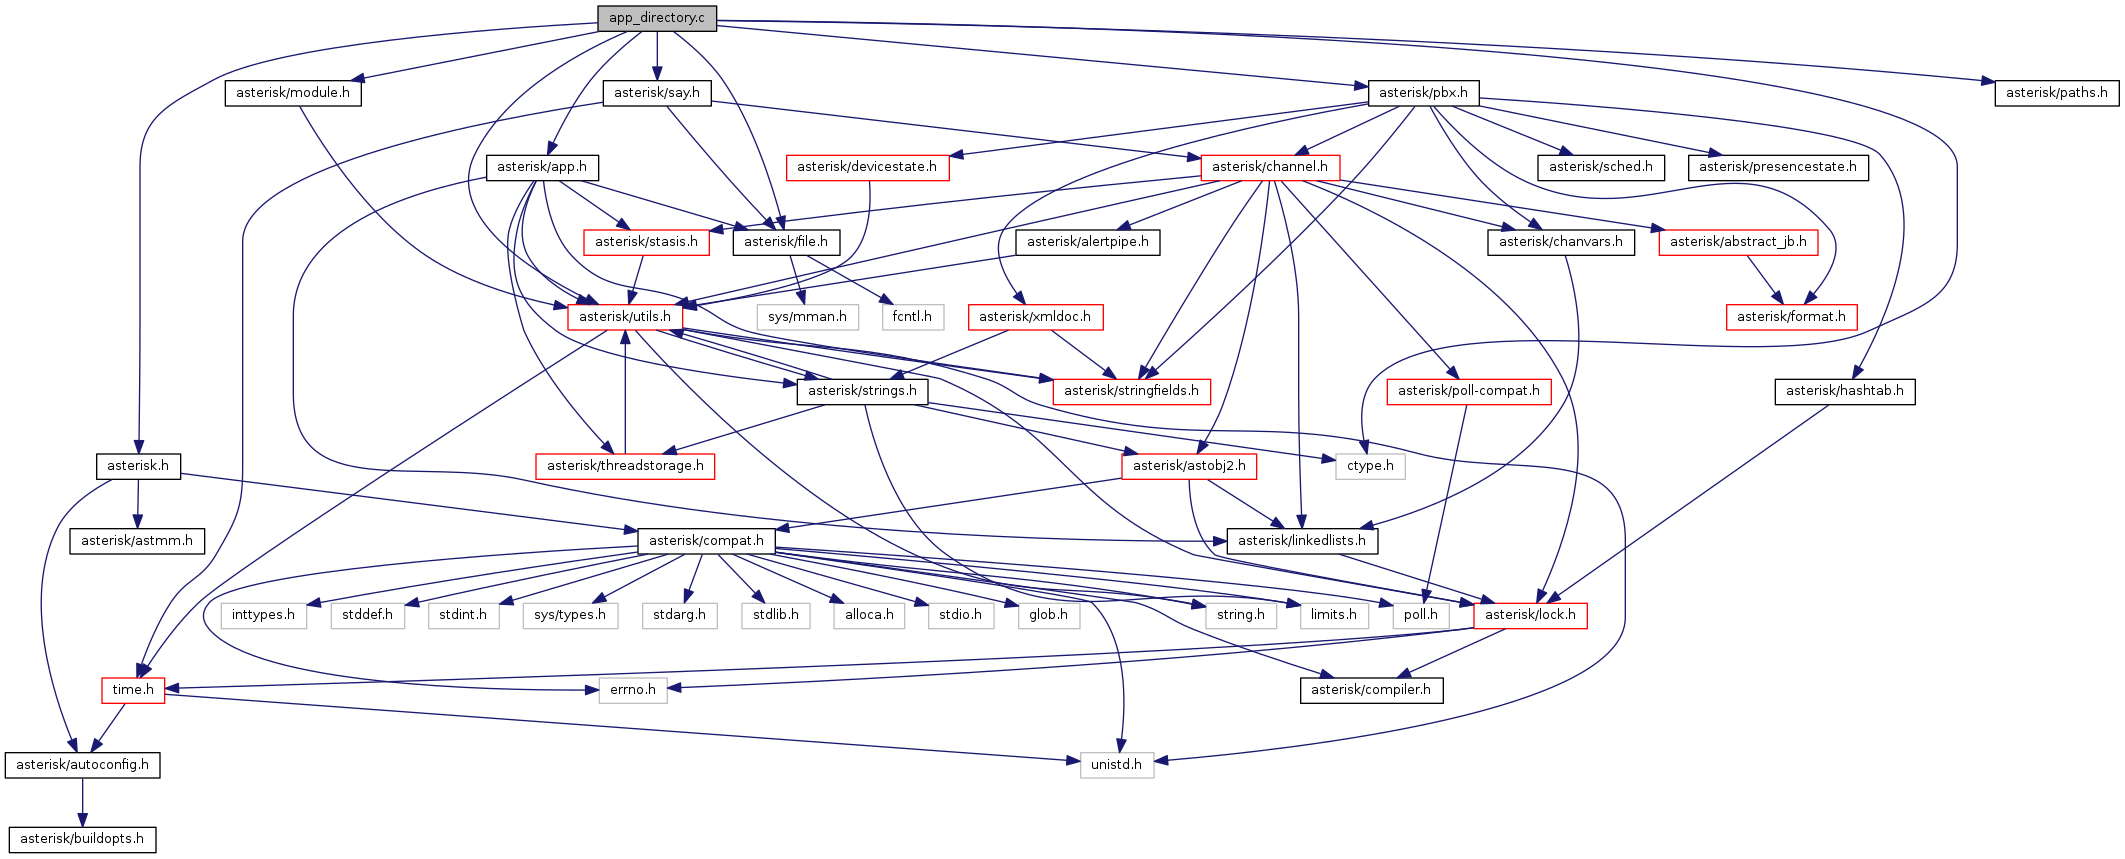 app_directory.c
asterisk/module.h
asterisk/say.h
asterisk/pbx.h
asterisk/paths.h
asterisk/app.h
asterisk/devicestate.h
asterisk/channel.h
asterisk/sched.h
asterisk/presencestate.h
asterisk/stasis.h
asterisk/file.h
asterisk/alertpipe.h
asterisk/chanvars.h
asterisk/abstract_jb.h
asterisk/utils.h
sys/mman.h
fcntl.h
asterisk/xmldoc.h
asterisk/format.h
asterisk/strings.h
asterisk/stringfields.h
asterisk/poll-compat.h
asterisk/hashtab.h
asterisk.h
asterisk/threadstorage.h
asterisk/astobj2.h
ctype.h
asterisk/astmm.h
asterisk/compat.h
asterisk/linkedlists.h
inttypes.h
stddef.h
stdint.h
sys/types.h
stdarg.h
stdlib.h
alloca.h
stdio.h
glob.h
string.h
limits.h
poll.h
asterisk/lock.h
time.h
errno.h
asterisk/compiler.h
asterisk/autoconfig.h
unistd.h
asterisk/buildopts.h